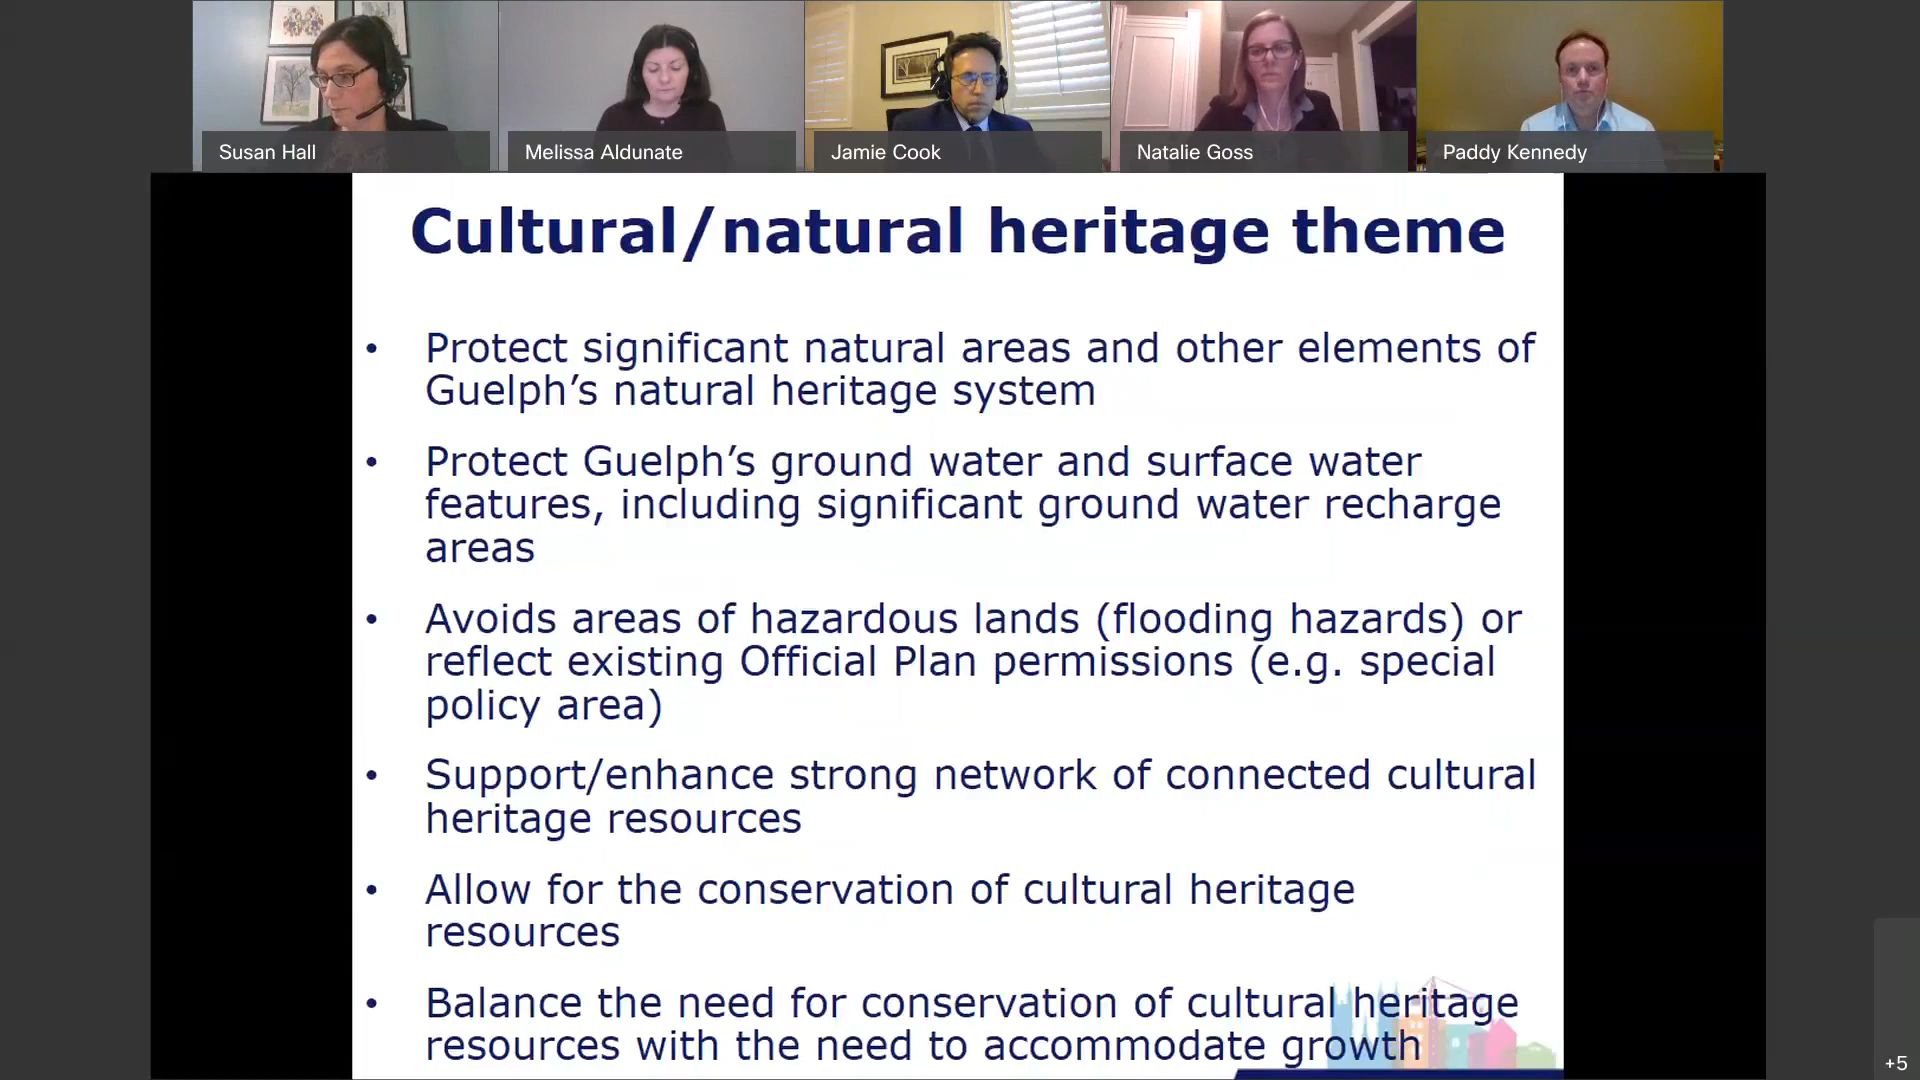 Susan Hall
Melissa Aldunate
Jamie Cook
Natalie Goss
Paddy Kennedy
Cultural/natural heritage theme
• Protect significant natural areas and other elements of
Guelph’s natural heritage system
• Protect Guelph’s ground water and surface water
features, including significant ground water recharge
areas
• Avoids areas of hazardous lands (flooding hazards) or
reflect existing Official Plan permissions (e.g. special
policy area)
• Support/enhance strong network of connected cultural
heritage resources
• Allow for the conservation of cultural heritage
resources
• Balance the need for conservation of cultural heritage
resources with the need to accommodate growth
+5